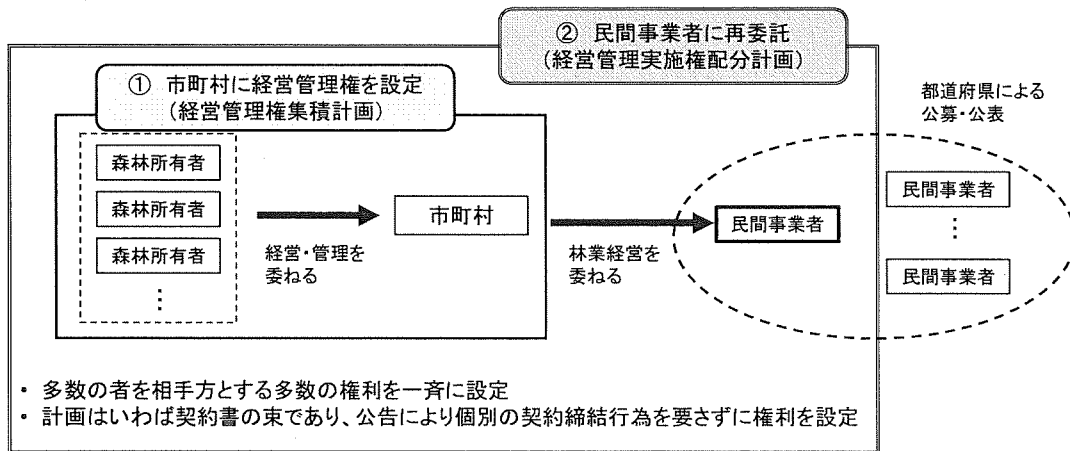 ② 民間事業者に再委託
(経営管理実施権配分計画)
① 市町村に経営管理権を設定
(経営管理権集積計画)
都道府県による
公募・公表
森林所有者
森林所有者
森林所有者
⋮
経営・管理を
委ねる
市町村
林業経営を
委ねる
民間事業者
民間事業者
⋮
民間事業者
・ 多数の者を相手方とする多数の権利を一斉に設定
・ 計画はいわば契約書の束であり、公告により個別の契約締結行為を要さずに権利を設定